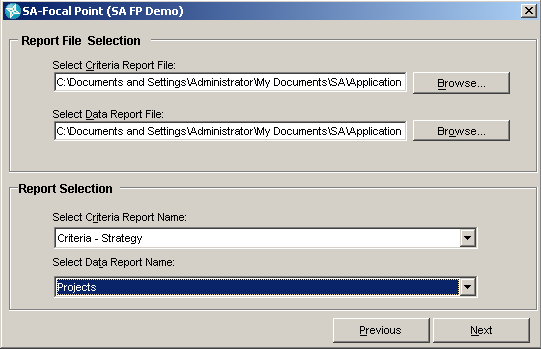 SA-Focal Point (SA FP Demo)
Report File Selection
Select Criteria Report File:
C:\Documents and Settings\Administrator\My Documents\SA\Application
Browse...
Select Data Report File:
C:\Documents and Settings\Administrator\My Documents\SA\Application
Browse...
Report Selection
Select Criteria Report Name:
Criteria - Strategy
Select Data Report Name:
Projects
Previous Next